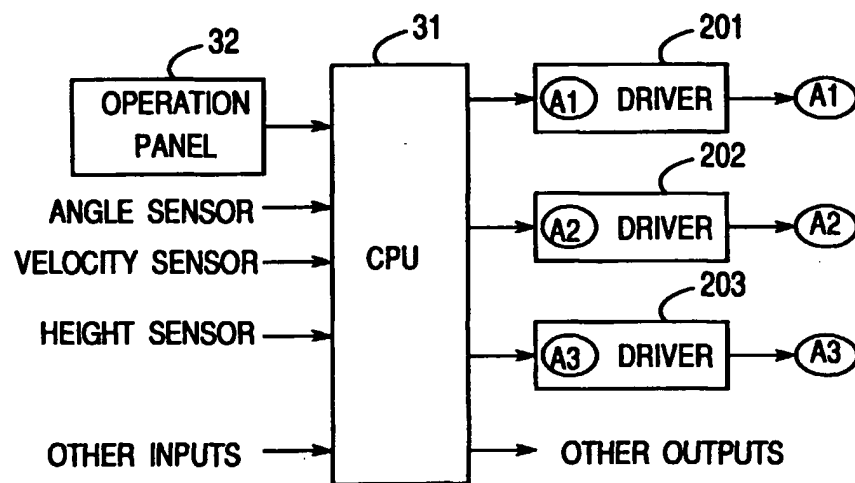 32
31
201
OPERATION
PANEL
A1 DRIVER
A1
202
ANGLE SENSOR
A2 DRIVER
A2
VELOCITY SENSOR
CPU
203
HEIGHT SENSOR
A3 DRIVER
A3
OTHER INPUTS
OTHER OUTPUTS